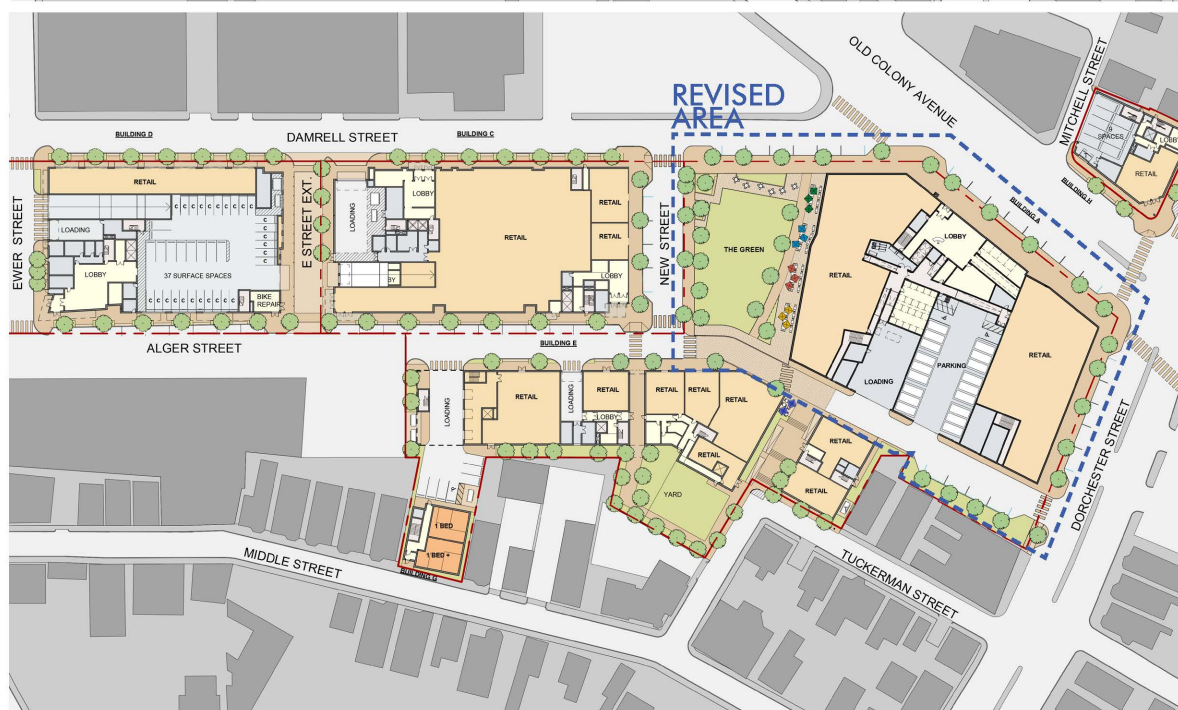 OLD COLONY AVENUE
MITCHELL STREET
REVISED
AREA
BUILDING D
DAMRELL STREET
BUILDING C
9
SPACES
LOBBY
RETAIL
BUILDING H
BUILDING A
EWER STREET
RETAIL
LOADING
LOBBY
37 SURFACE SPACES
BIKE
REPAIR
E STREET EXT.
LOADING
LOBBY
RETAIL
RETAIL
RETAIL
LOBBY
NEW STREET
THE GREEN
RETAIL
LOBBY
LOADING
PARKING
RETAIL
DORCHESTER STREET
ALGER STREET
BUILDING E
LOADING
RETAIL
LOADING
RETAIL
LOBBY
RETAIL
RETAIL
RETAIL
RETAIL
YARD
RETAIL
RETAIL
1 BED
1 BED +
BUILDING G
MIDDLE STREET
TUCKERMAN STREET